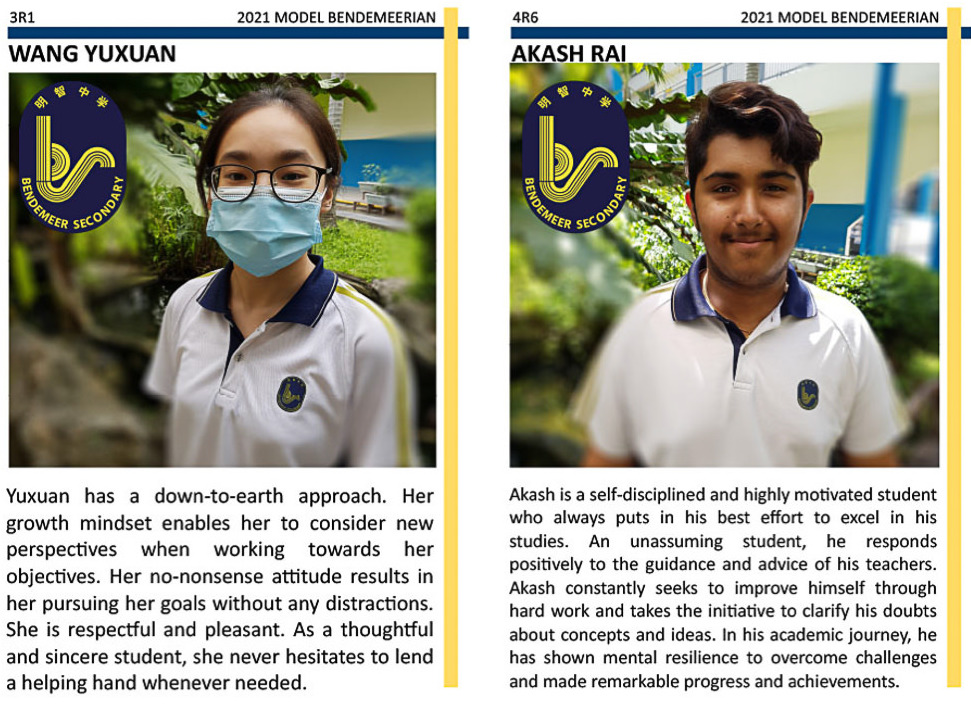 3R1 2021 MODEL BENDEMEERIAN
WANG YUXUAN
明智中学
BENDEMEER SECONDARY
Yuxuan has a down-to-earth approach. Her
growth mindset enables her to consider new
perspectives when working towards her
objectives. Her no-nonsense attitude results in
her pursuing her goals without any distractions.
She is respectful and pleasant. As a thoughtful
and sincere student, she never hesitates to lend
a helping hand whenever needed.
4R6 2021 MODEL BENDEMEERIAN
AKASH RAI
明智中学
BENDEMEER SECONDARY
Akash is a self-disciplined and highly motivated student
who always puts in his best effort to excel in his
studies. An unassuming student, he responds
positively to the guidance and advice of his teachers.
Akash constantly seeks to improve himself through
hard work and takes the initiative to clarify his doubts
about concepts and ideas. In his academic journey, he
has shown mental resilience to overcome challenges
and made remarkable progress and achievements.